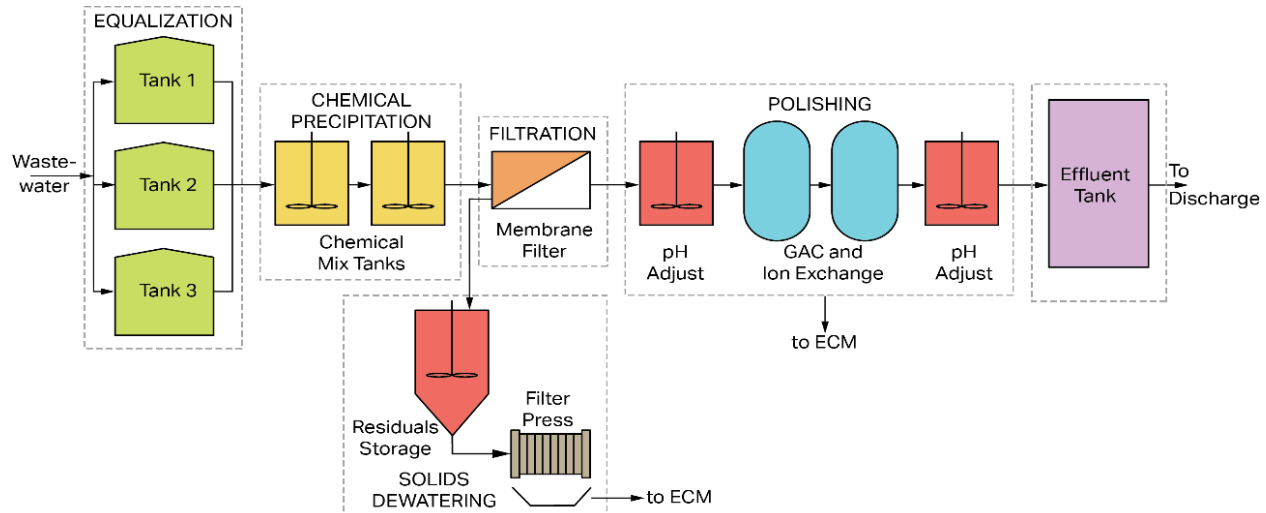 EQUALIZATION
Tank 1
Tank 2
Tank 3
Waste-
water
CHEMICAL
PRECIPITATION
Chemical
Mix Tanks
FILTRATION
Membrane
Filter
POLISHING
pH
Adjust
GAC and
Ion Exchange
pH
Adjust
to ECM
Effluent
Tank
To
Discharge
Residuals
Storage
Filter
Press
SOLIDS
DEWATERING
to ECM